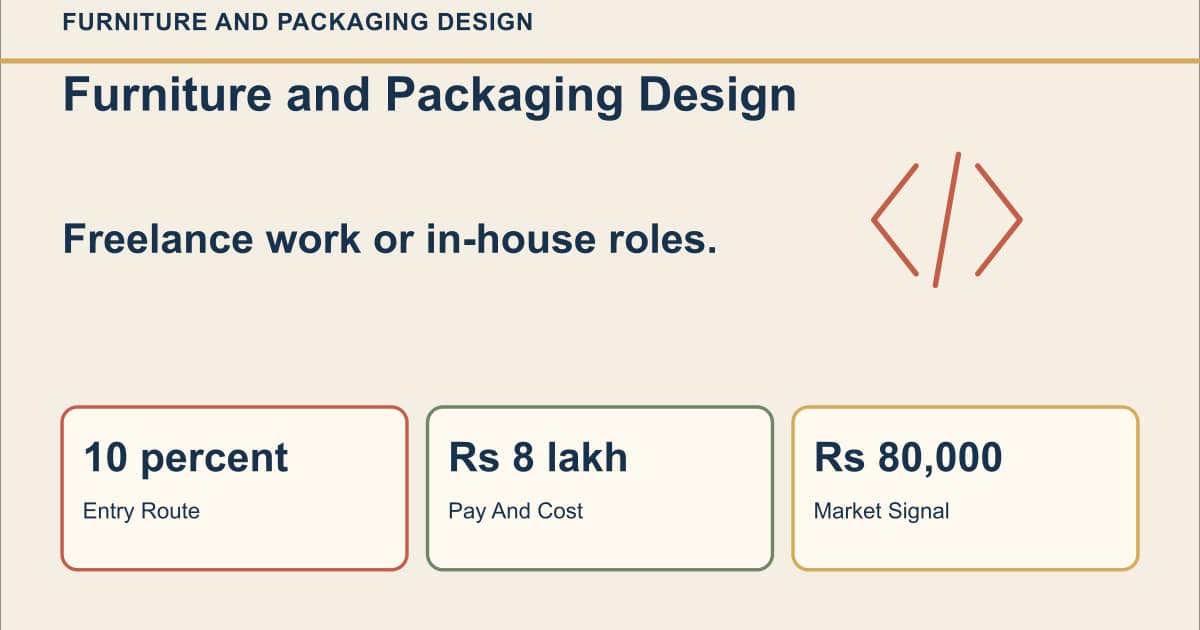 FURNITURE AND PACKAGING DESIGN
Furniture and Packaging Design
Freelance work or in-house roles.
10 percent
Entry Route
Rs 8 lakh
Pay And Cost
Rs 80,000
Market Signal